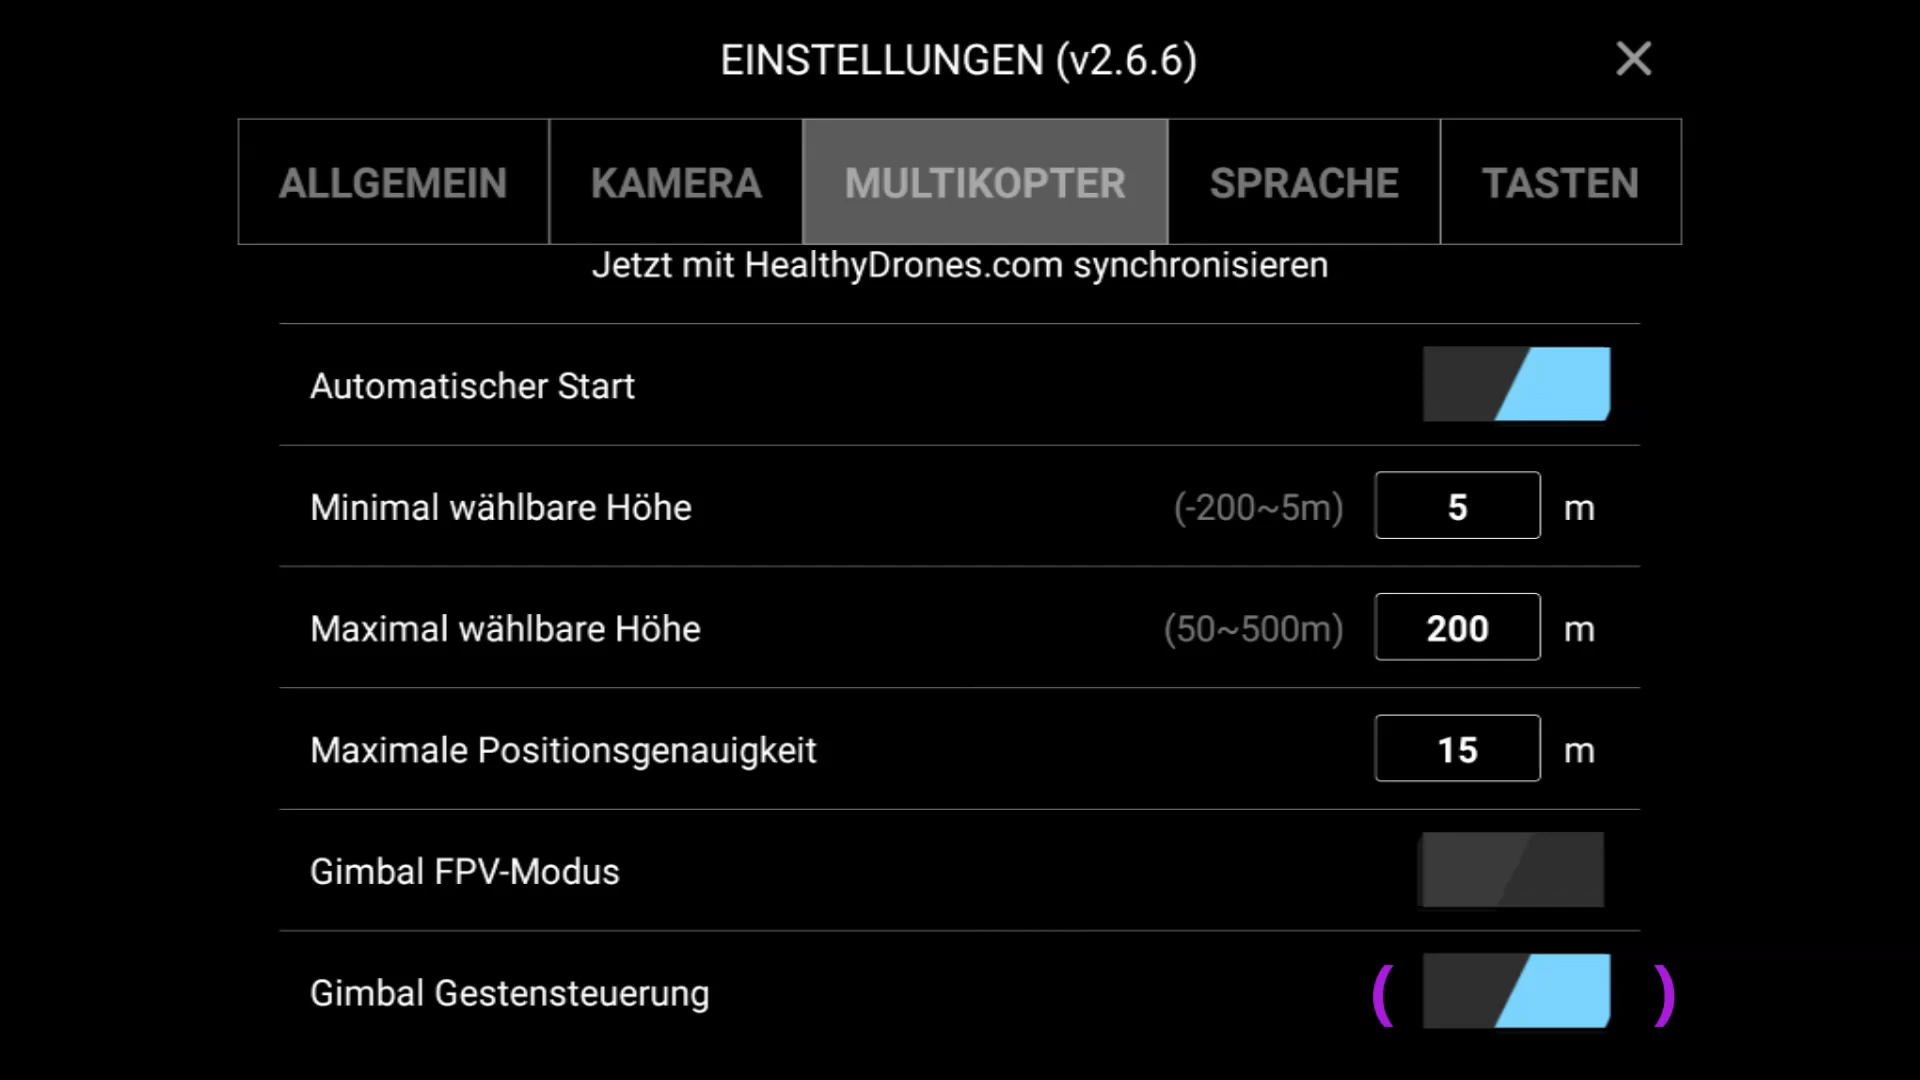 EINSTELLUNGEN (v2.6.6)
ALLGEMEIN KAMERA MULTIKOPTER SPRACHE TASTEN
Jetzt mit HealthyDrones.com synchronisieren
Automatischer Start
Minimal wählbare Höhe (-200~5m) 5 m
Maximal wählbare Höhe (50~500m) 200 m
Maximale Positionsgenauigkeit 15 m
Gimbal FPV-Modus
Gimbal Gestensteuerung ( )